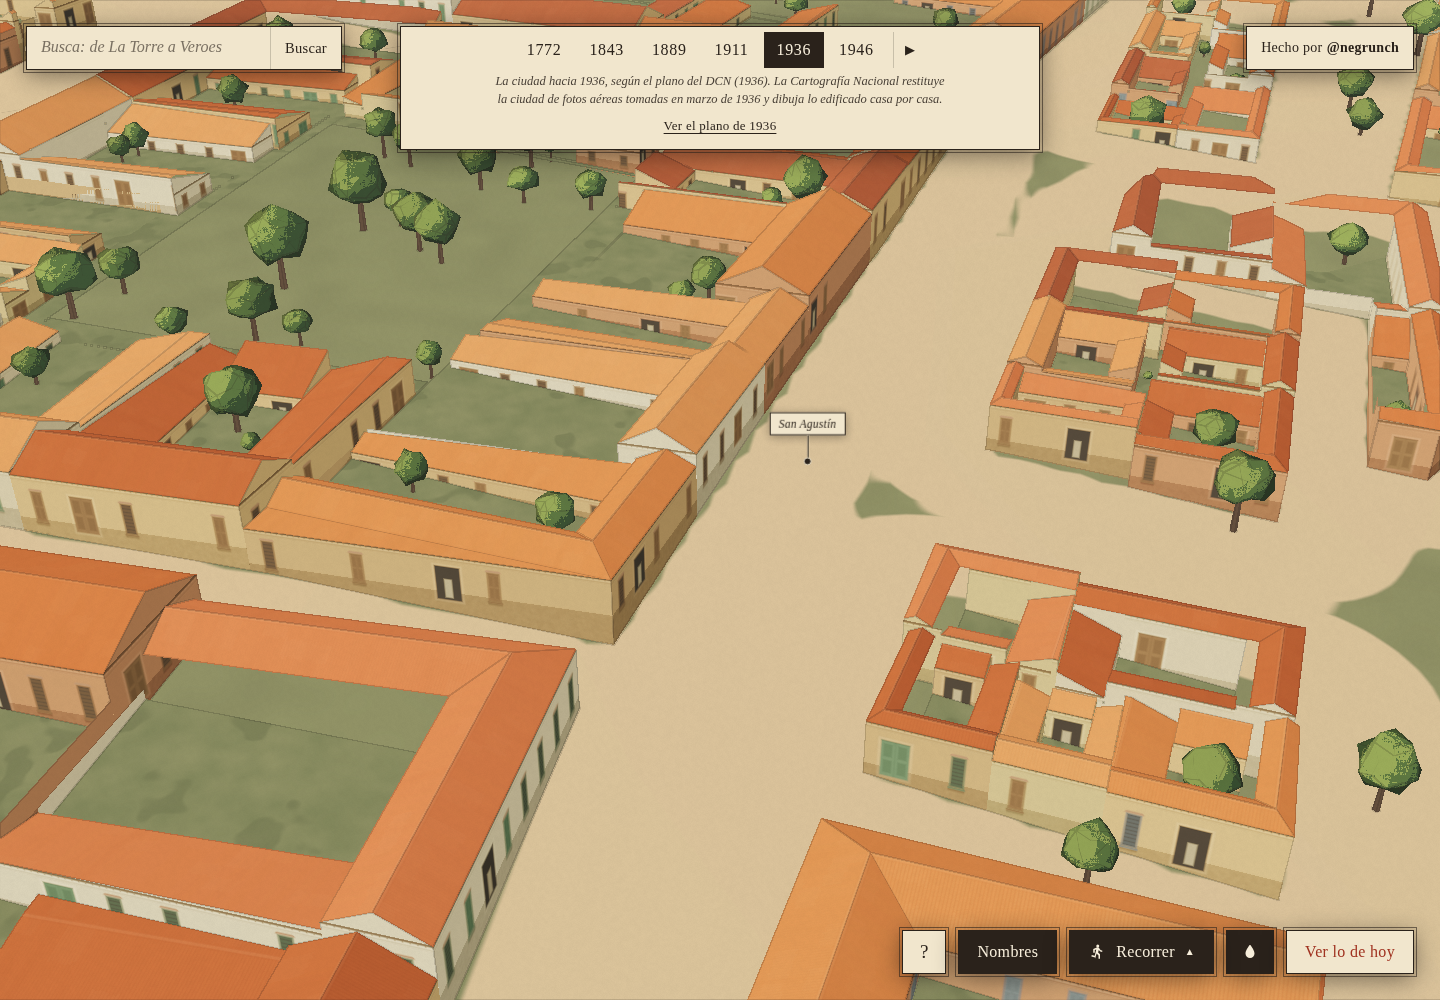 Busca: de La Torre a Veroes
Buscar
1772 1843 1889 1911 1936 1946 ▶
La ciudad hacia 1936, según el plano del DCN (1936). La Cartografía Nacional restituye
la ciudad de fotos aéreas tomadas en marzo de 1936 y dibuja lo edificado casa por casa.
Ver el plano de 1936
Hecho por @negrunch
San Agustín
?
Nombres
Recorrer ▲
Ver lo de hoy